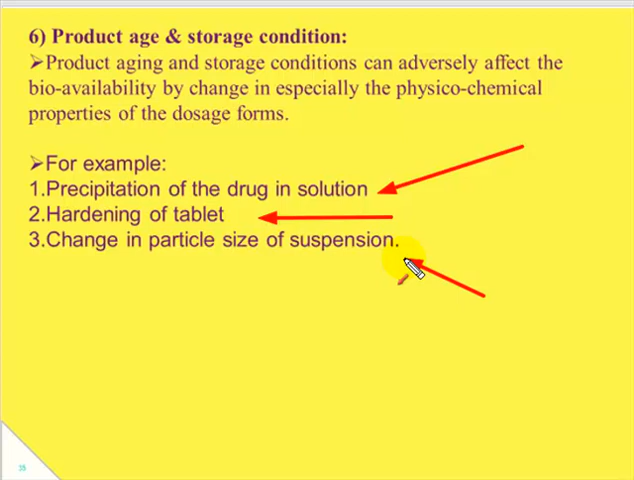 6) Product age & storage condition:
➢Product aging and storage conditions can adversely affect the
bio-availability by change in especially the physico-chemical
properties of the dosage forms.
➢For example:
1.Precipitation of the drug in solution
2.Hardening of tablet
3.Change in particle size of suspension.